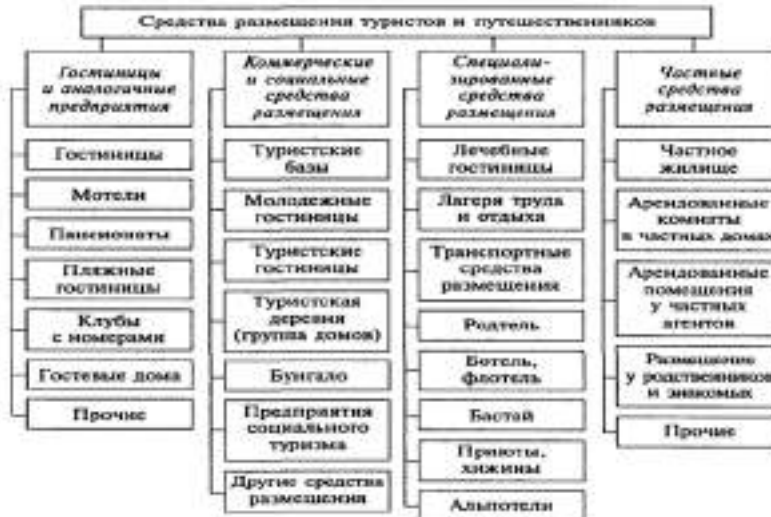 Средства размещения туристов и путешественников
Гостиницы
и аналогичные
предприятия
Гостиницы
Мотели
Пансионаты
Пляжные
гостиницы
Клубы
с номерами
Гостевые дома
Прочие
Коммерческие
и социальные
средства
размещения
Туристские
базы
Молодежные
гостиницы
Туристские
гостиницы
Туристская
деревня
(группа домов)
Бунгало
Предприятия
социального
туризма
Другие средства
размещения
Специали-
зированные
средства
размещения
Лечебные
гостиницы
Лагеря труда
и отдыха
Транспортные
средства
размещения
Родтель
Ботель,
флотель
Приюты,
хижины
Альпотели
Частные
средства
размещения
Частное
жилище
Арендованные
комнаты
в частных домах
Арендованные
помещения
у частных
агентов
Размещение
у родственников
и знакомых
Прочие